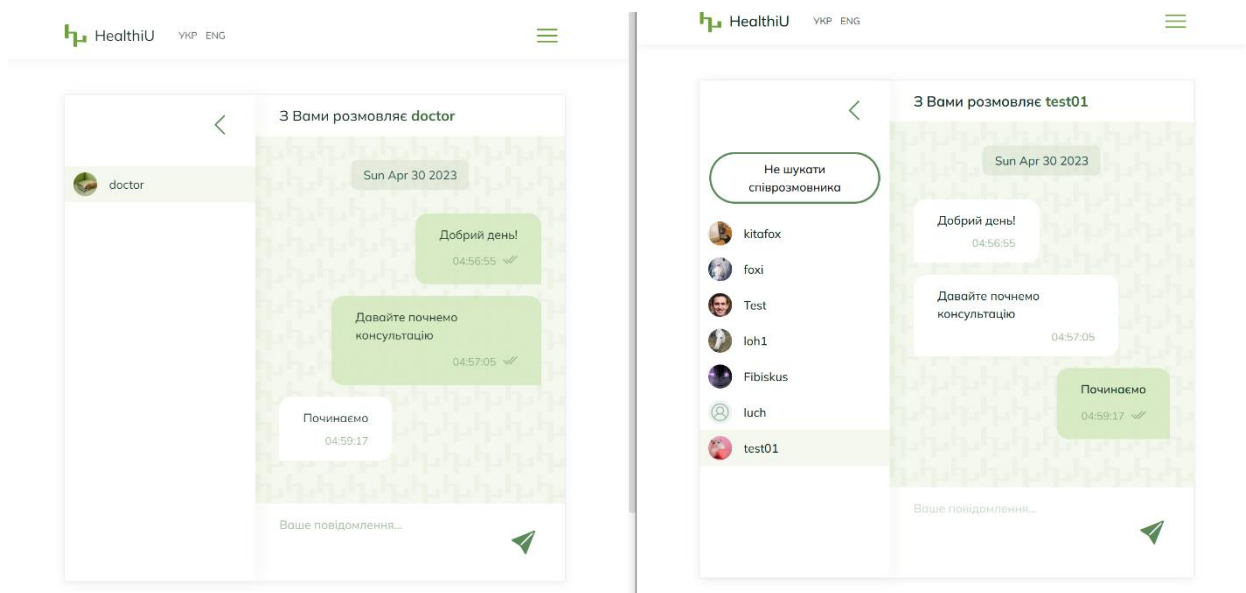 HealthiU УКР ENG
З Вами розмовляє doctor
doctor
Sun Apr 30 2023
Добрий день!
04:56:55
Давайте почнемо
консультацію
04:57:05
Починаємо
04:59:17
Ваше повідомлення...
HealthiU УКР ENG
З Вами розмовляє test01
Не шукати
співрозмовника
kitafox
foxi
Test
loh1
Fibiskus
luch
test01
Sun Apr 30 2023
Добрий день!
04:56:55
Давайте почнемо
консультацію
04:57:05
Починаємо
04:59:17
Ваше повідомлення...